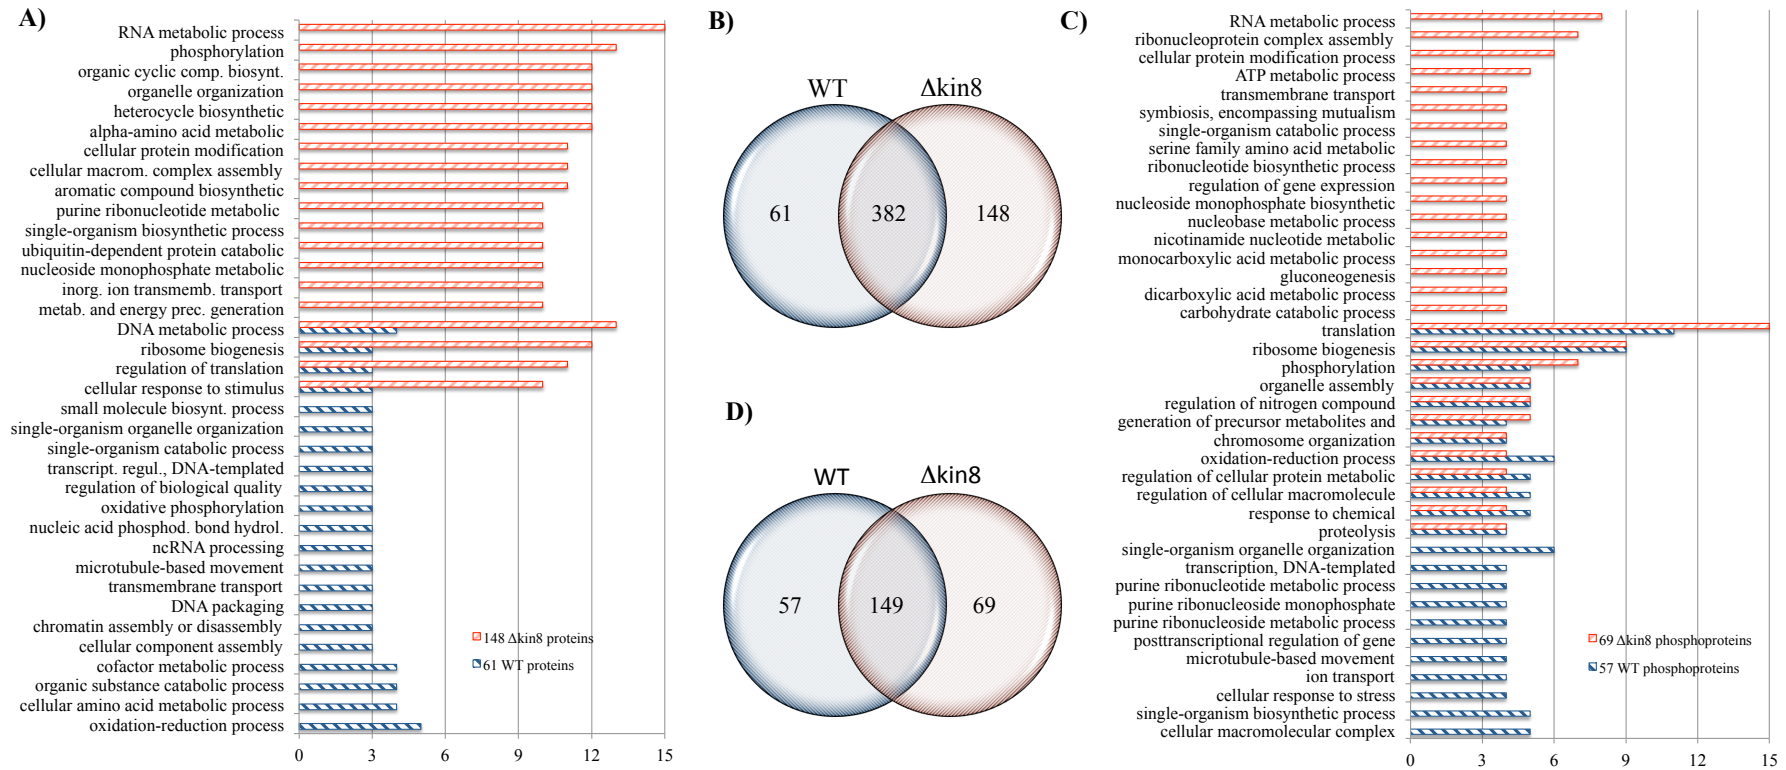 A)
RNA metabolic process
phosphorylation
organic cyclic comp. biosynt.
organelle organization
heterocycle biosynthetic
alpha-amino acid metabolic
cellular protein modification
cellular macrom. complex assembly
aromatic compound biosynthetic
purine ribonucleotide metabolic
single-organism biosynthetic process
ubiquitin-dependent protein catabolic
nucleoside monophosphate metabolic
inorg. ion transmemb. transport
metab. and energy prec. generation
DNA metabolic process
ribosome biogenesis
regulation of translation
cellular response to stimulus
small molecule biosynt. process
single-organism organelle organization
single-organism catabolic process
transcript. regul., DNA-templated
regulation of biological quality
oxidative phosphorylation
nucleic acid phosphod. bond hydrol.
ncRNA processing
microtubule-based movement
transmembrane transport
DNA packaging
chromatin assembly or disassembly
cellular component assembly
cofactor metabolic process
organic substance catabolic process
cellular amino acid metabolic process
oxidation-reduction process
148 Δkin8 proteins
61 WT proteins
0 3 6 9 12 15
B)
WT Δkin8
61 382 148
D)
WT Δkin8
57 149 69
C)
RNA metabolic process
ribonucleoprotein complex assembly
cellular protein modification process
ATP metabolic process
transmembrane transport
symbiosis, encompassing mutualism
single-organism catabolic process
serine family amino acid metabolic
ribonucleotide biosynthetic process
regulation of gene expression
nucleoside monophosphate biosynthetic
nucleobase metabolic process
nicotinamide nucleotide metabolic
monocarboxylic acid metabolic process
gluconeogenesis
dicarboxylic acid metabolic process
carbohydrate catabolic process
translation
ribosome biogenesis
phosphorylation
organelle assembly
regulation of nitrogen compound
generation of precursor metabolites and
chromosome organization
oxidation-reduction process
regulation of cellular protein metabolic
regulation of cellular macromolecule
response to chemical
proteolysis
single-organism organelle organization
transcription, DNA-templated
purine ribonucleotide metabolic process
purine ribonucleoside monophosphate
purine ribonucleoside metabolic process
posttranscriptional regulation of gene
microtubule-based movement
ion transport
cellular response to stress
single-organism biosynthetic process
cellular macromolecular complex
69 Δkin8 phosphoproteins
57 WT phosphoproteins
0 3 6 9 12 15